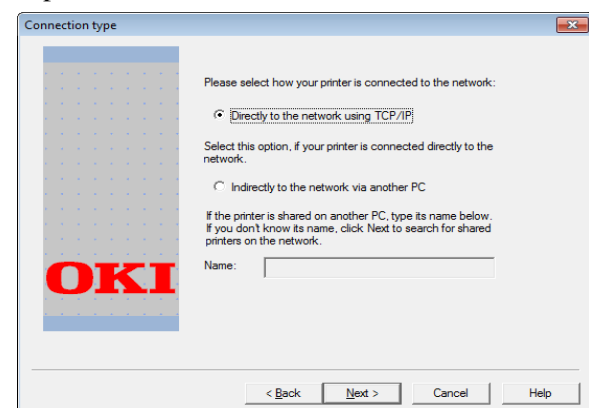 Connection type
Please select how your printer is connected to the network:
Directly to the network using TCP/IP
Select this option, if your printer is connected directly to the
network.
Indirectly to the network via another PC
If the printer is shared on another PC, type its name below.
If you don't know its name, click Next to search for shared
printers on the network.
OKI
Name:
< Back Next > Cancel Help